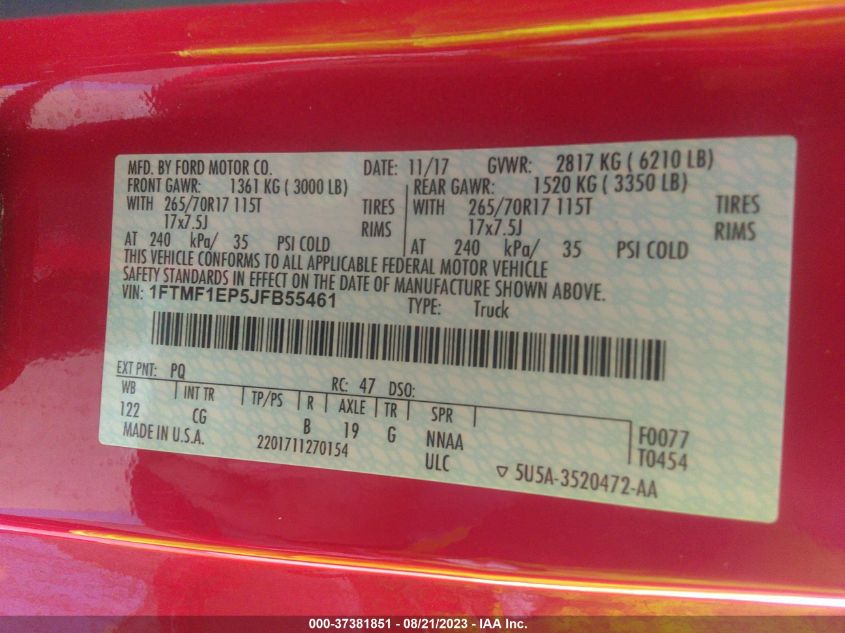 MFD. BY FORD MOTOR CO. DATE: 11/17 GVWR: 2817 KG ( 6210 LB)
FRONT GAWR: 1361 KG ( 3000 LB) REAR GAWR: 1520 KG ( 3350 LB)
WITH 265/70R17 115T TIRES WITH 265/70R17 115T TIRES
17x7.5J RIMS 17x7.5J RIMS
AT 240 kPa/ 35 PSI COLD AT 240 kPa/ 35 PSI COLD
THIS VEHICLE CONFORMS TO ALL APPLICABLE FEDERAL MOTOR VEHICLE
SAFETY STANDARDS IN EFFECT ON THE DATE OF MANUFACTURE SHOWN ABOVE.
VIN: 1FTMF1EP5JFB55461 TYPE: Truck
EXT PNT: PQ RC: 47 DSO:
WB INT TR TP/PS R AXLE TR SPR
122 CG B 19 G NNAA F0077
MADE IN U.S.A. 2201711270154 ULC T0454
5U5A-3520472-AA
000-37381851 - 08/21/2023 - IAA Inc.